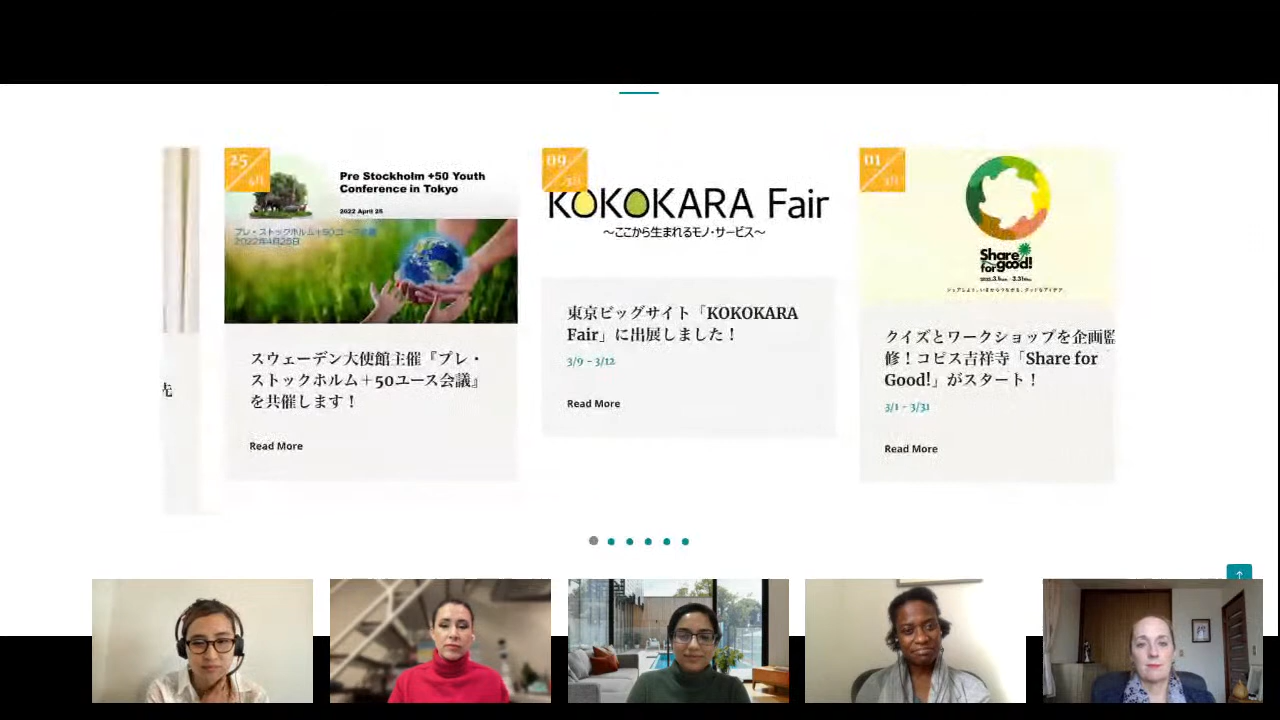 先
25
Pre Stockholm +50 Youth
Conference in Tokyo
2022 April 25
プレ・ストックホルム+50ユース会議
2022年4月25日
スウェーデン大使館主催『プレ・
ストックホルム+50ユース会議』
を共催します！
Read More
09
KOKOKARA Fair
〜ここから生まれるモノ・サービス〜
東京ビッグサイト「KOKOKARA
Fair」に出展しました！
3/9 - 3/12
Read More
01
Share
for good!
クイズとワークショップを企画監
修！コピス吉祥寺「Share for
Good!」がスタート！
3/1 - 3/31
Read More